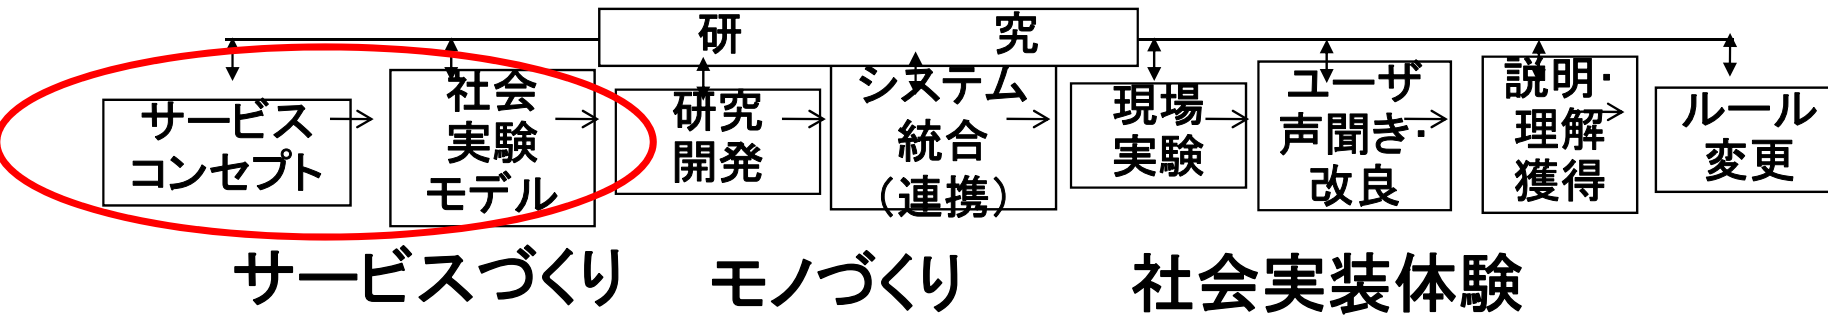 研　究
サービス
コンセプト
社会
実験
モデル
研究
開発
システム
統合
（連携）
現場
実験
ユーザ
声聞き・
改良
説明・
理解
獲得
ルール
変更
サービスづくり
モノづくり
社会実装体験